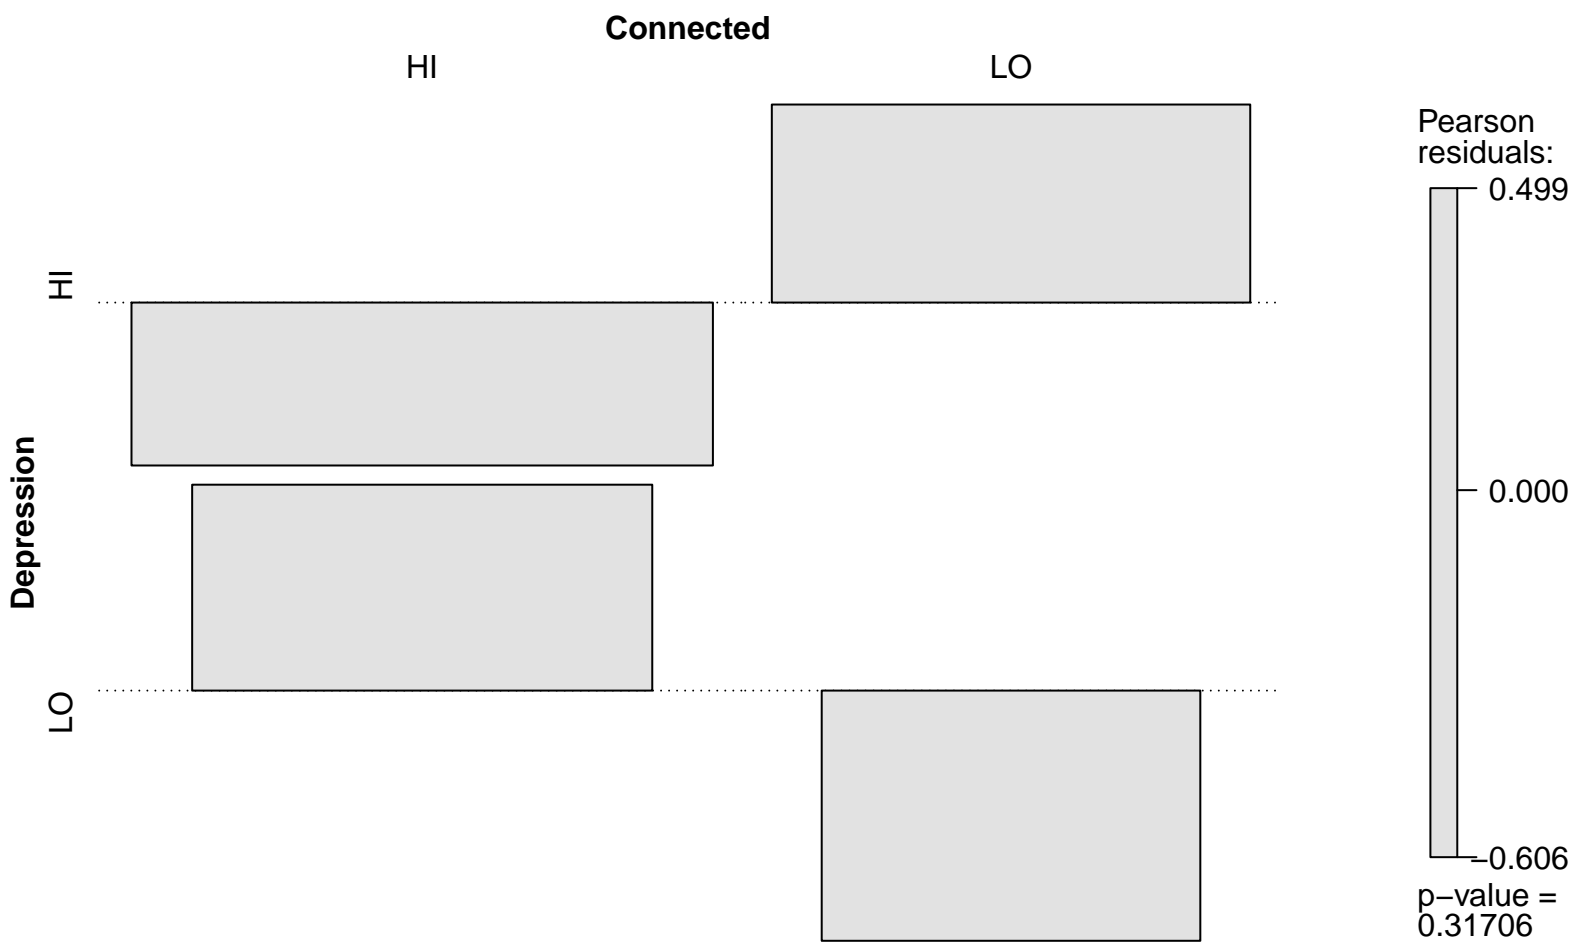 Connected
HI LO
Depression
HI
LO
Pearson
residuals:
0.499
0.000
−0.606
p−value =
0.31706